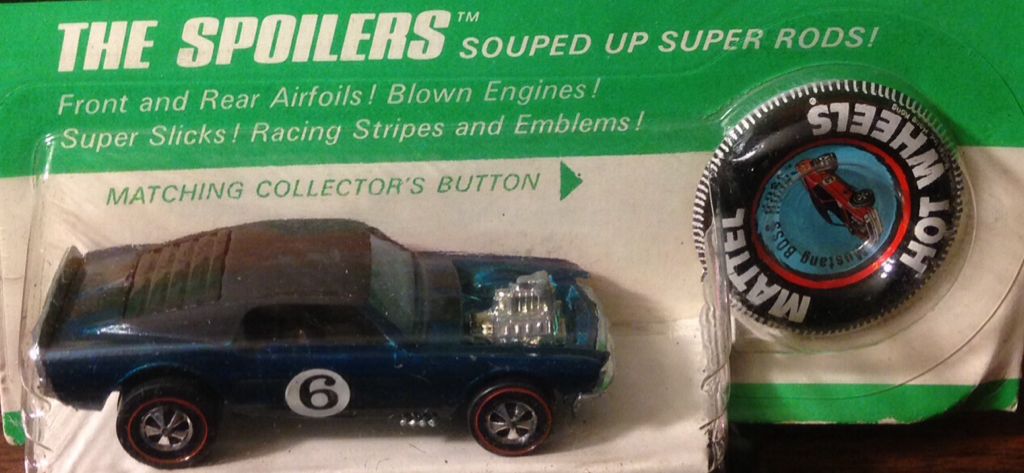 THE SPOILERS™ SOUPED UP SUPER RODS!
Front and Rear Airfoils! Blown Engines!
Super Slicks! Racing Stripes and Emblems!
MATCHING COLLECTOR'S BUTTON
MATTEL HOT WHEELS®
Mustang BOSS HOSS
6